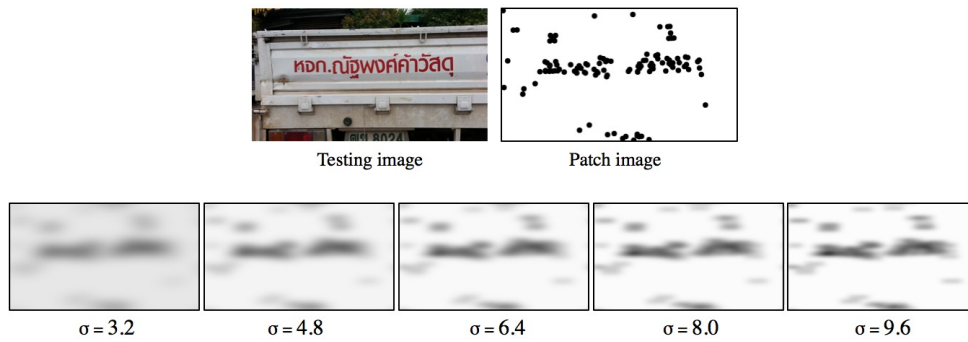 หจก.ณัฐพงศ์ค้าวัสดุ
8024
Testing image
Patch image
σ = 3.2
σ = 4.8
σ = 6.4
σ = 8.0
σ = 9.6